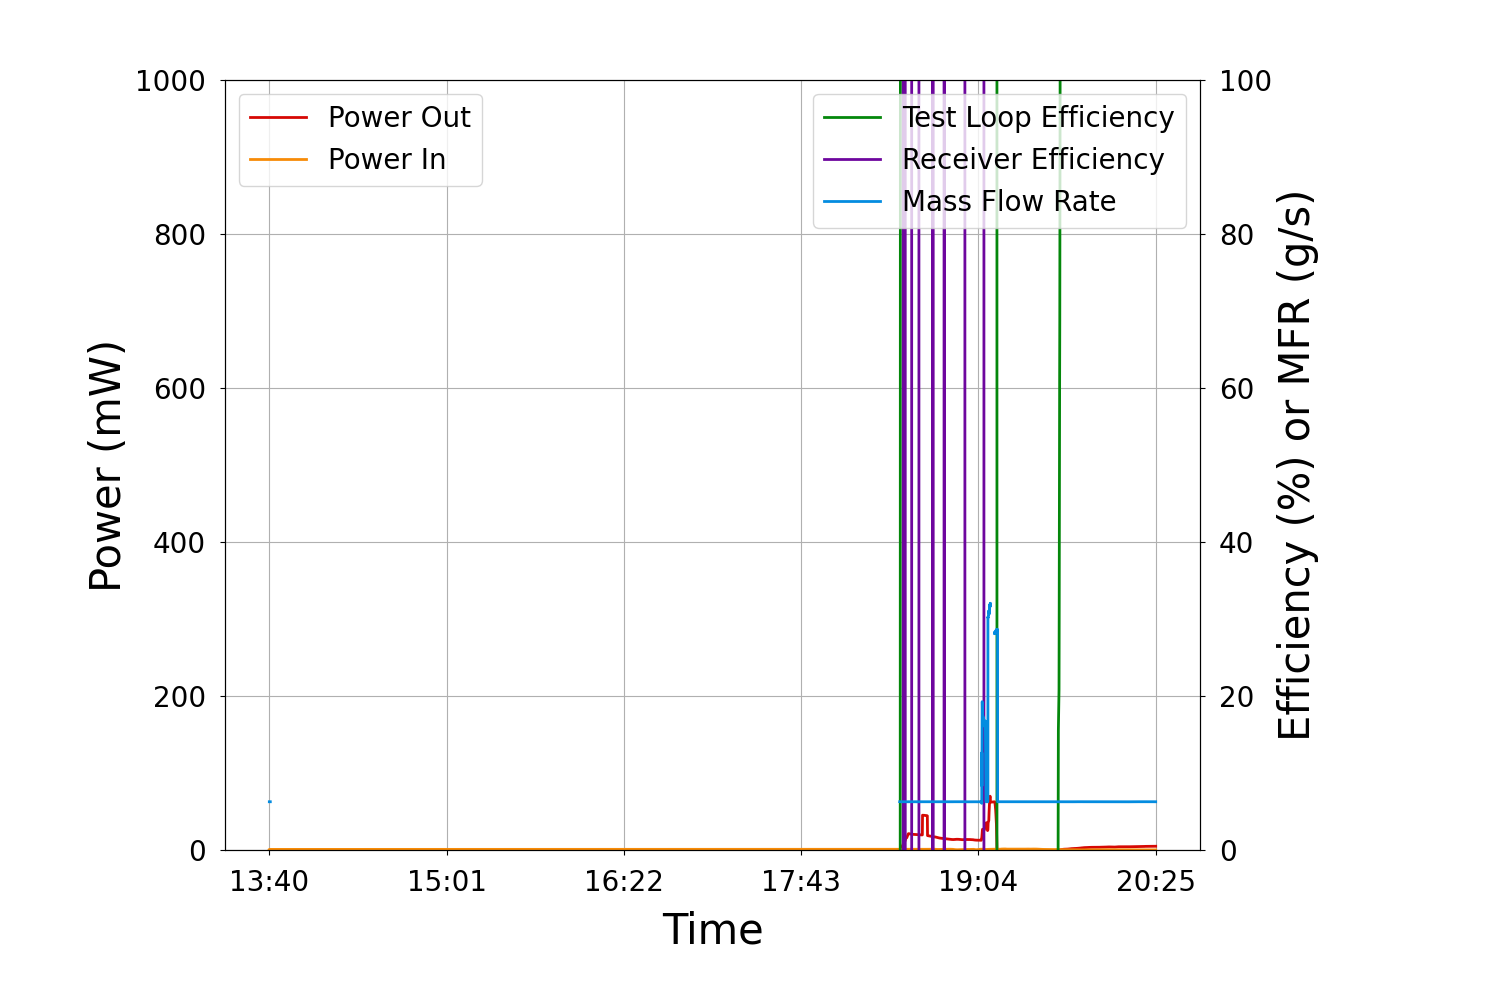 1000
800
600
400
200
0
Power (mW)
Power Out
Power In
Test Loop Efficiency
Receiver Efficiency
Mass Flow Rate
100
80
60
40
20
0
Efficiency (%) or MFR (g/s)
13:40 15:01 16:22 17:43 19:04 20:25
Time